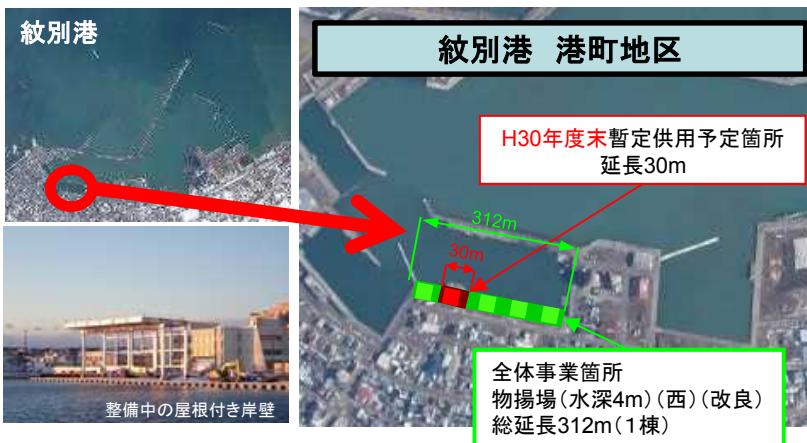 紋別港
紋別港 港町地区
H30年度末暫定供用予定箇所
延長30m
312m
30m
整備中の屋根付き岸壁
全体事業箇所
物揚場(水深4m)(西)(改良)
総延長312m(1棟)